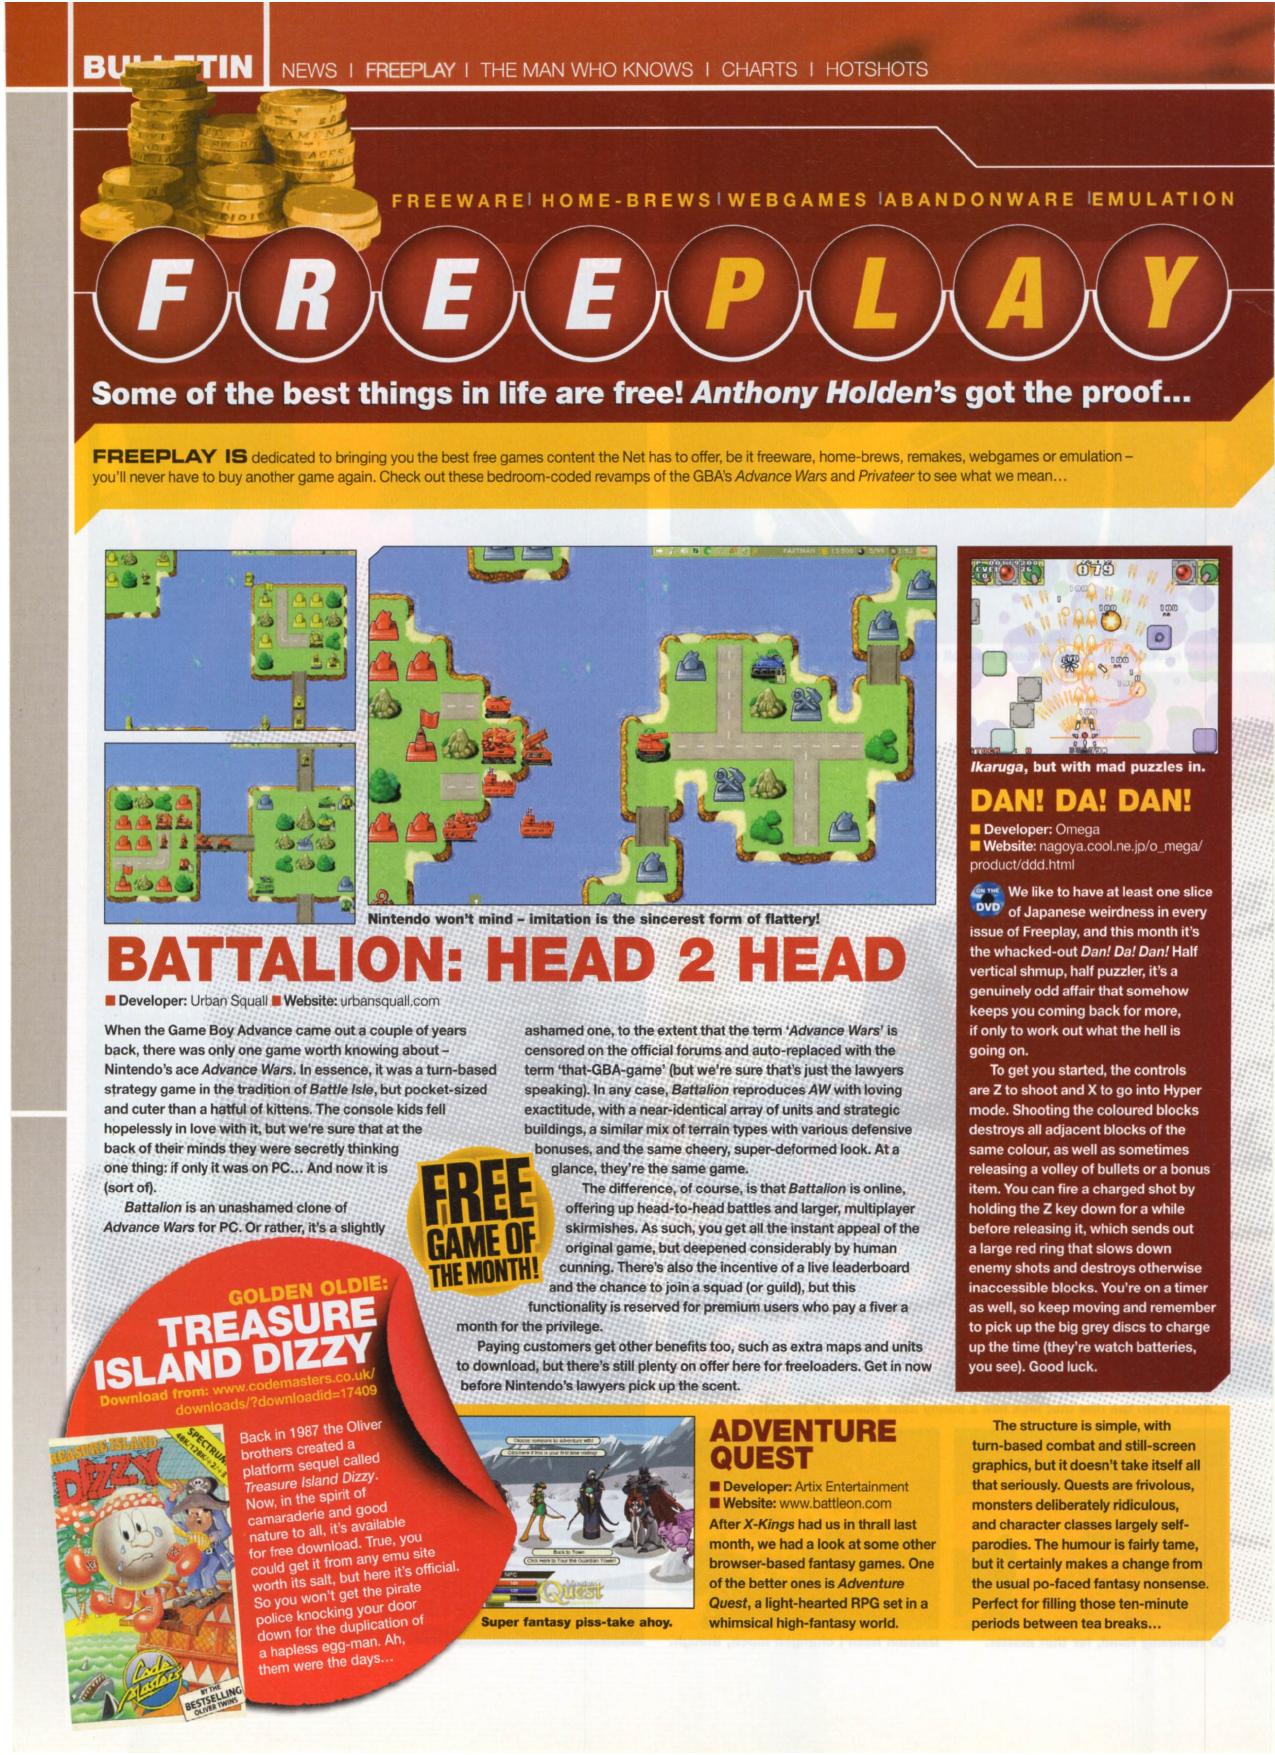 BULLETIN
NEWS | FREEPLAY | THE MAN WHO KNOWS | CHARTS | HOTSHOTS
FREEWARE | HOME-BREWS | WEBGAMES | ABANDONWARE | EMULATION
FREEPLAY
Some of the best things in life are free! Anthony Holden's got the proof...
FREEPLAY IS dedicated to bringing you the best free games content the Net has to offer, be it freeware, home-brews, remakes, webgames or emulation –
you'll never have to buy another game again. Check out these bedroom-coded revamps of the GBA's Advance Wars and Privateer to see what we mean...
Nintendo won't mind – imitation is the sincerest form of flattery!
BATTALION: HEAD 2 HEAD
■ Developer: Urban Squall ■ Website: urbansquall.com
When the Game Boy Advance came out a couple of years
back, there was only one game worth knowing about –
Nintendo's ace Advance Wars. In essence, it was a turn-based
strategy game in the tradition of Battle Isle, but pocket-sized
and cuter than a hatful of kittens. The console kids fell
hopelessly in love with it, but we're sure that at the
back of their minds they were secretly thinking
one thing: if only it was on PC... And now it is
(sort of).
Battalion is an unashamed clone of
Advance Wars for PC. Or rather, it's a slightly
ashamed one, to the extent that the term 'Advance Wars' is
censored on the official forums and auto-replaced with the
term 'that-GBA-game' (but we're sure that's just the lawyers
speaking). In any case, Battalion reproduces AW with loving
exactitude, with a near-identical array of units and strategic
buildings, a similar mix of terrain types with various defensive
bonuses, and the same cheery, super-deformed look. At a
glance, they're the same game.
The difference, of course, is that Battalion is online,
offering up head-to-head battles and larger, multiplayer
skirmishes. As such, you get all the instant appeal of the
original game, but deepened considerably by human
cunning. There's also the incentive of a live leaderboard
and the chance to join a squad (or guild), but this
functionality is reserved for premium users who pay a fiver a
month for the privilege.
Paying customers get other benefits too, such as extra maps and units
to download, but there's still plenty on offer here for freeloaders. Get in now
before Nintendo's lawyers pick up the scent.
FREE
GAME OF
THE MONTH!
Ikaruga, but with mad puzzles in.
DAN! DA! DAN!
■ Developer: Omega
■ Website: nagoya.cool.ne.jp/o_mega/
product/ddd.html
ON THE
DVD
We like to have at least one slice
of Japanese weirdness in every
issue of Freeplay, and this month it's
the whacked-out Dan! Da! Dan! Half
vertical shmup, half puzzler, it's a
genuinely odd affair that somehow
keeps you coming back for more,
if only to work out what the hell is
going on.
To get you started, the controls
are Z to shoot and X to go into Hyper
mode. Shooting the coloured blocks
destroys all adjacent blocks of the
same colour, as well as sometimes
releasing a volley of bullets or a bonus
item. You can fire a charged shot by
holding the Z key down for a while
before releasing it, which sends out
a large red ring that slows down
enemy shots and destroys otherwise
inaccessible blocks. You're on a timer
as well, so keep moving and remember
to pick up the big grey discs to charge
up the time (they're watch batteries,
you see). Good luck.
GOLDEN OLDIE:
TREASURE
ISLAND DIZZY
Download from: www.codemasters.co.uk/
downloads/?downloadid=17409
Back in 1987 the Oliver
brothers created a
platform sequel called
Treasure Island Dizzy.
Now, in the spirit of
camaraderie and good
nature to all, it's available
for free download. True, you
could get it from any emu site
worth its salt, but here it's official.
So you won't get the pirate
police knocking your door
down for the duplication of
a hapless egg-man. Ah,
them were the days...
TREASURE ISLAND
DIZZY
SPECTRUM
Code
Masters
BY THE
BESTSELLING
OLIVER TWINS
Back to Town
Click Here to Tour the Guardian Tower!
Quest
Super fantasy piss-take ahoy.
ADVENTURE
QUEST
■ Developer: Artix Entertainment
■ Website: www.battleon.com
After X-Kings had us in thrall last
month, we had a look at some other
browser-based fantasy games. One
of the better ones is Adventure
Quest, a light-hearted RPG set in a
whimsical high-fantasy world.
The structure is simple, with
turn-based combat and still-screen
graphics, but it doesn't take itself all
that seriously. Quests are frivolous,
monsters deliberately ridiculous,
and character classes largely self-
parodies. The humour is fairly tame,
but it certainly makes a change from
the usual po-faced fantasy nonsense.
Perfect for filling those ten-minute
periods between tea breaks...